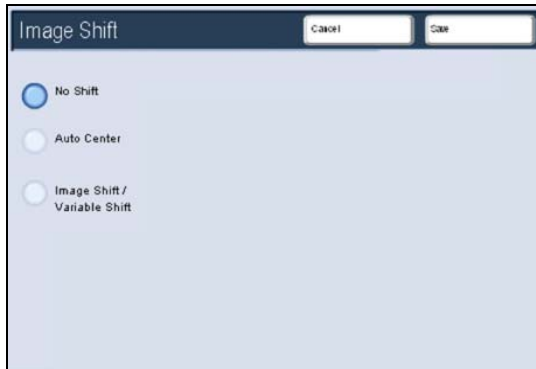 Image Shift
Cancel
Save
No Shift
Auto Center
Image Shift /
Variable Shift